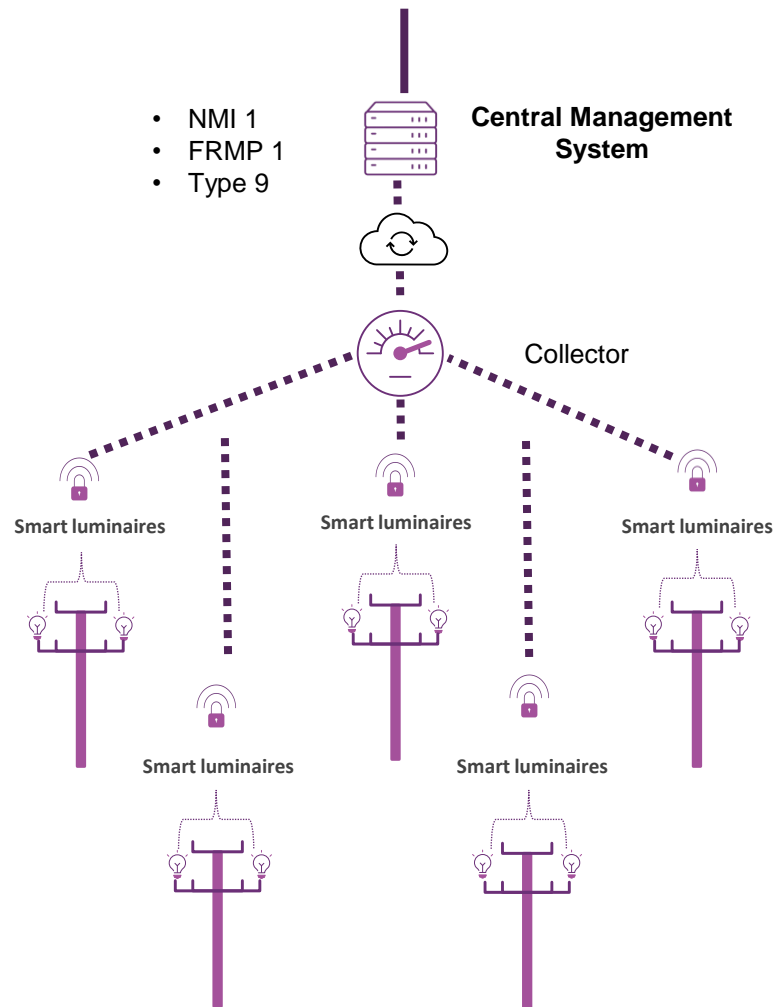 • NMI 1
• FRMP 1
• Type 9
Central Management
System
Collector
Smart luminaires
Smart luminaires
Smart luminaires
Smart luminaires
Smart luminaires